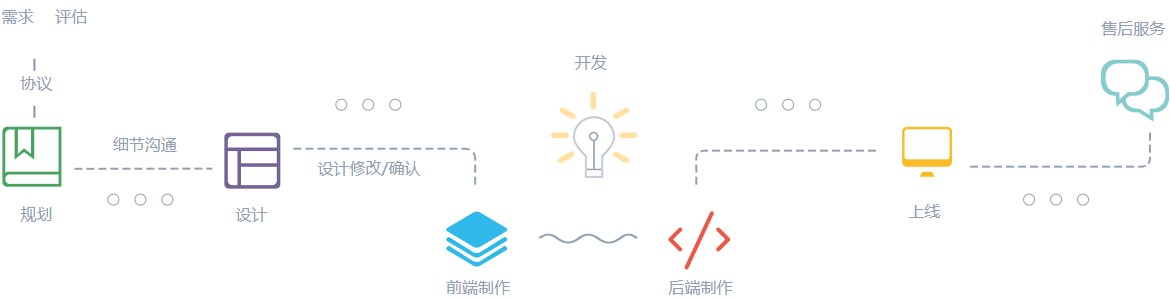 需求 评估
协议
规划
细节沟通
设计
设计修改/确认
前端制作
开发
后端制作
上线
售后服务